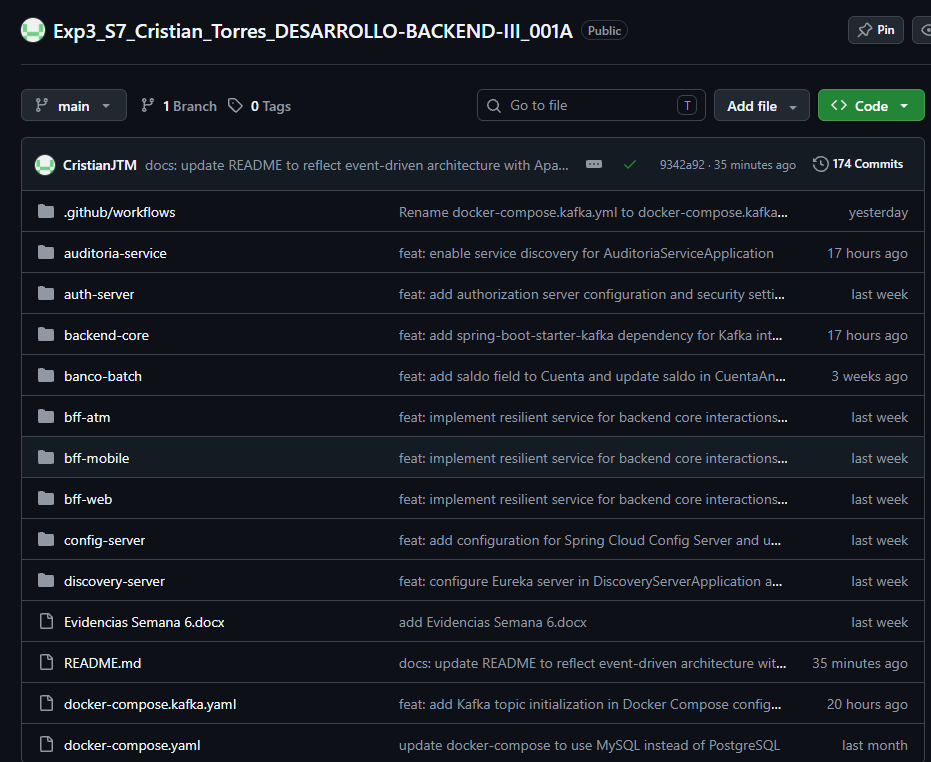 Exp3_S7_Cristian_Torres_DESARROLLO-BACKEND-III_001A Public Pin
main 1 Branch 0 Tags Go to file T Add file Code
CristianJTM docs: update README to reflect event-driven architecture with Apa... 9342a92 · 35 minutes ago 174 Commits
.github/workflows Rename docker-compose.kafka.yml to docker-compose.kafka... yesterday
auditoria-service feat: enable service discovery for AuditoriaServiceApplication 17 hours ago
auth-server feat: add authorization server configuration and security setti... last week
backend-core feat: add spring-boot-starter-kafka dependency for Kafka int... 17 hours ago
banco-batch feat: add saldo field to Cuenta and update saldo in CuentaAn... 3 weeks ago
bff-atm feat: implement resilient service for backend core interactions... last week
bff-mobile feat: implement resilient service for backend core interactions... last week
bff-web feat: implement resilient service for backend core interactions... last week
config-server feat: add configuration for Spring Cloud Config Server and u... last week
discovery-server feat: configure Eureka server in DiscoveryServerApplication a... last week
Evidencias Semana 6.docx add Evidencias Semana 6.docx last week
README.md docs: update README to reflect event-driven architecture wit... 35 minutes ago
docker-compose.kafka.yaml feat: add Kafka topic initialization in Docker Compose config... 20 hours ago
docker-compose.yaml update docker-compose to use MySQL instead of PostgreSQL last month